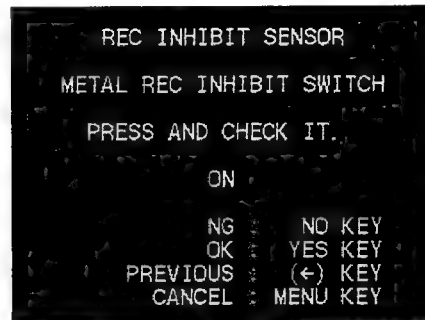 REC INHIBIT SENSOR
METAL REC INHIBIT SWITCH
PRESS AND CHECK IT.
ON
NG : NO KEY
OK : YES KEY
PREVIOUS : (←) KEY
CANCEL : MENU KEY